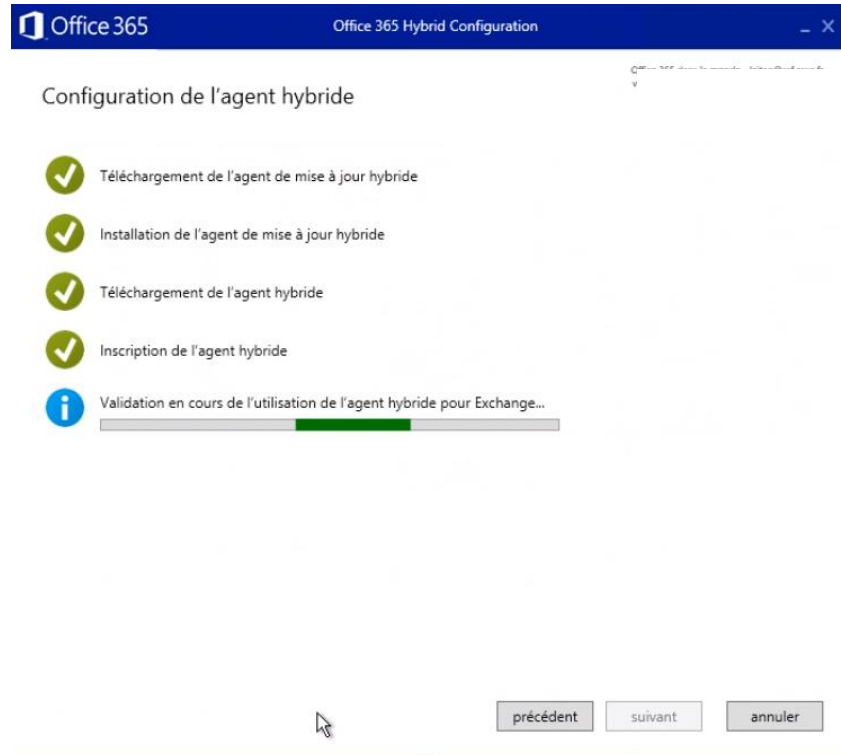 Office 365
Office 365 Hybrid Configuration
Configuration de l'agent hybride
Téléchargement de l'agent de mise à jour hybride
Installation de l'agent de mise à jour hybride
Téléchargement de l'agent hybride
Inscription de l'agent hybride
Validation en cours de l'utilisation de l'agent hybride pour Exchange...
précédent
suivant
annuler